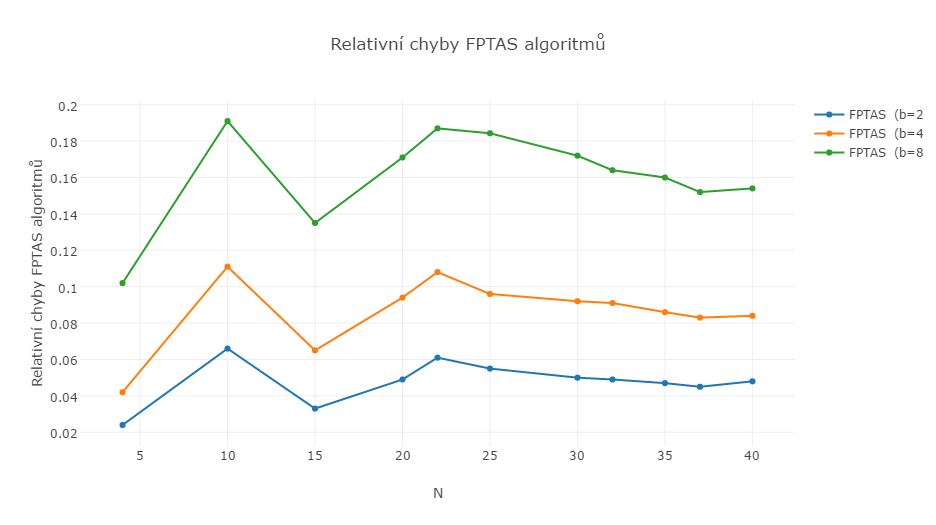 Relativní chyby FPTAS algoritmů
FPTAS (b=2
FPTAS (b=4
FPTAS (b=8
Relativní chyby FPTAS algoritmů
0.2
0.18
0.16
0.14
0.12
0.1
0.08
0.06
0.04
0.02
5 10 15 20 25 30 35 40
N